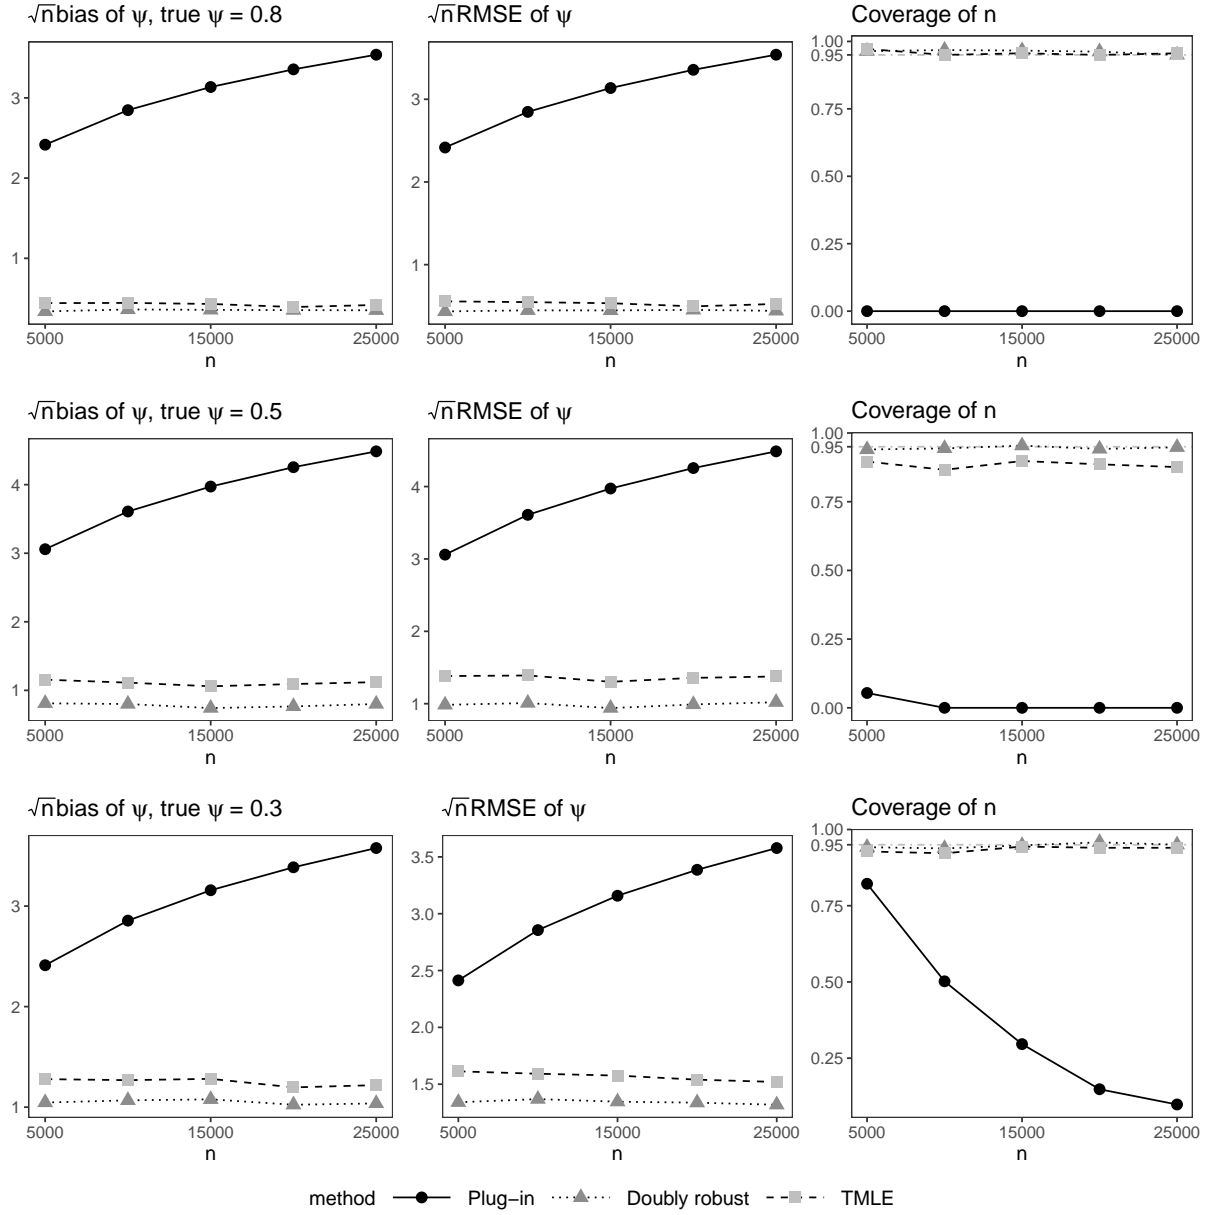 √nbias of ψ, true ψ = 0.8
√nRMSE of ψ
Coverage of n
3
2
1
5000 15000 25000
n
3
2
1
5000 15000 25000
n
1.00
0.95
0.75
0.50
0.25
0.00
5000 15000 25000
n
√nbias of ψ, true ψ = 0.5
√nRMSE of ψ
Coverage of n
4
3
2
1
5000 15000 25000
n
4
3
2
1
5000 15000 25000
n
1.00
0.95
0.75
0.50
0.25
0.00
5000 15000 25000
n
√nbias of ψ, true ψ = 0.3
√nRMSE of ψ
Coverage of n
3
2
1
5000 15000 25000
n
3.5
3.0
2.5
2.0
1.5
5000 15000 25000
n
1.00
0.95
0.75
0.50
0.25
5000 15000 25000
n
method Plug−in Doubly robust TMLE